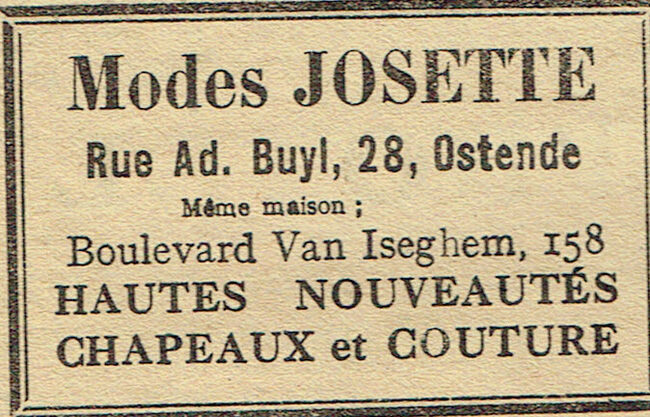 Modes JOSETTE
Rue Ad. Buyl, 28, Ostende
Même maison ;
Boulevard Van Iseghem, 158
HAUTES NOUVEAUTÉS
CHAPEAUX et COUTURE